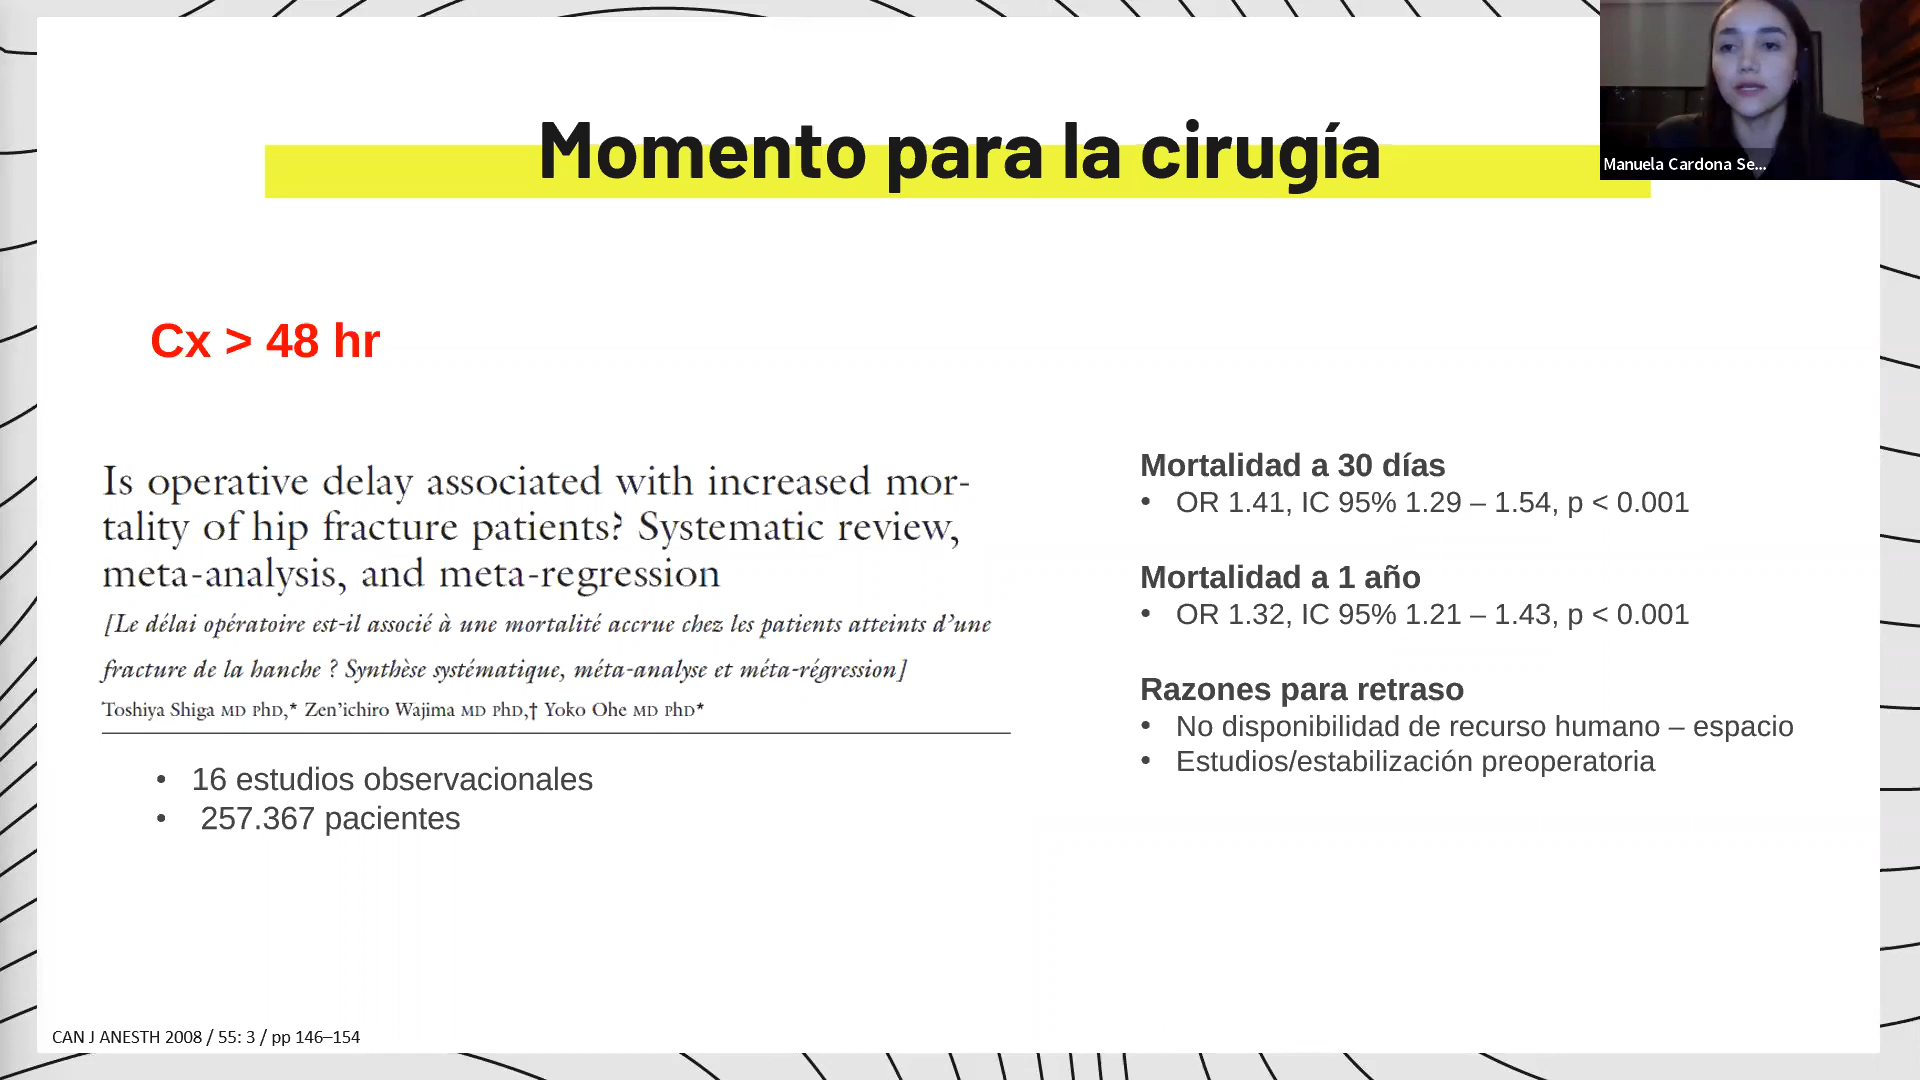 Momento para la cirugía
Manuela Cardona Se...
Cx > 48 hr
Is operative delay associated with increased mor-
tality of hip fracture patients? Systematic review,
meta-analysis, and meta-regression
[Le délai opératoire est-il associé à une mortalité accrue chez les patients atteints d'une
fracture de la hanche ? Synthèse systématique, méta-analyse et méta-régression]
Toshiya Shiga MD PhD,* Zen'ichiro Wajima MD PhD,† Yoko Ohe MD PhD*
• 16 estudios observacionales
• 257.367 pacientes
Mortalidad a 30 días
• OR 1.41, IC 95% 1.29 – 1.54, p < 0.001
Mortalidad a 1 año
• OR 1.32, IC 95% 1.21 – 1.43, p < 0.001
Razones para retraso
• No disponibilidad de recurso humano – espacio
• Estudios/estabilización preoperatoria
CAN J ANESTH 2008 / 55: 3 / pp 146–154